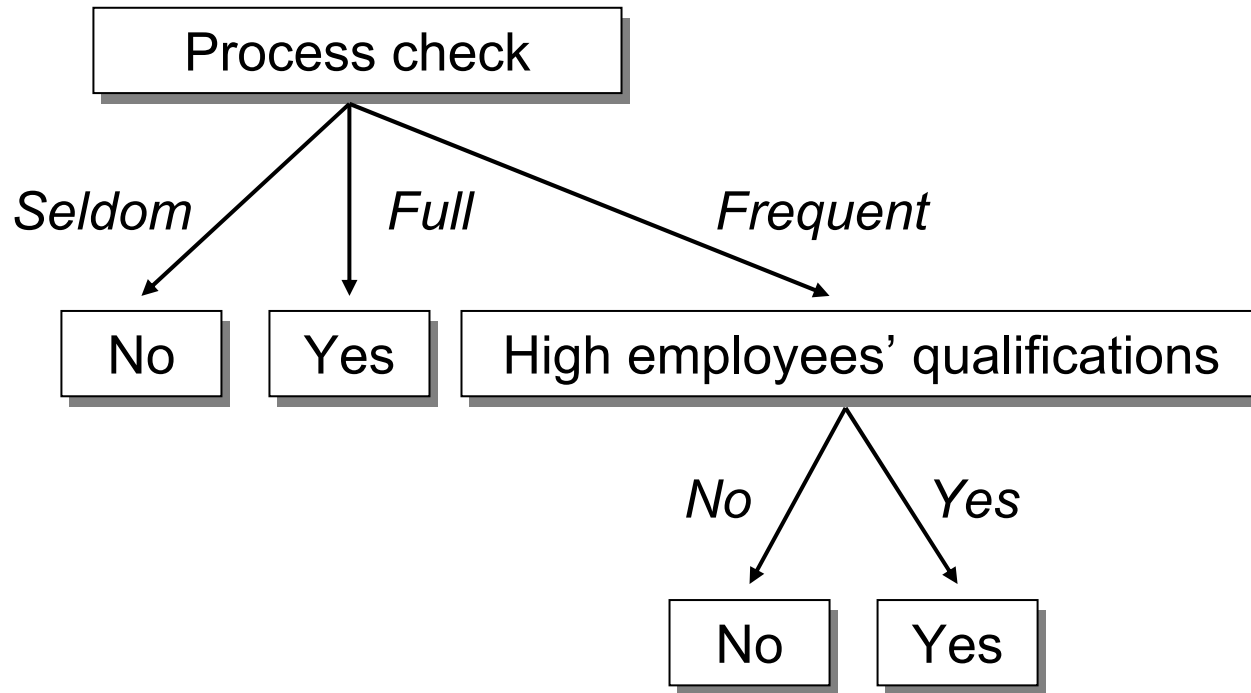 Process check
Seldom
Full
Frequent
No
Yes
High employees’ qualifications
No
Yes
No
Yes